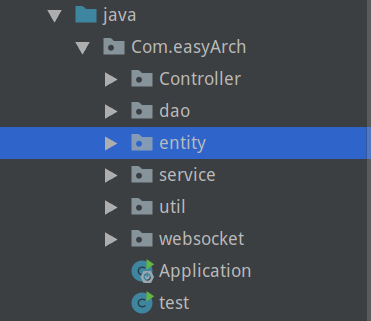 java
Com.easyArch
Controller
dao
entity
service
util
websocket
Application
test